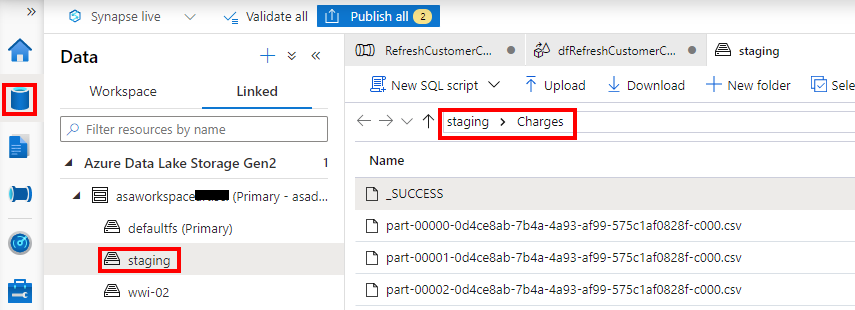 Synapse live
Validate all
Publish all 2
Data
Workspace
Linked
Filter resources by name
Azure Data Lake Storage Gen2 1
asaworkspace (Primary - asad...
defaultfs (Primary)
staging
wwi-02
RefreshCustomerC...
dfRefreshCustomerC...
staging
New SQL script
Upload
Download
New folder
Sele
staging > Charges
Name
_SUCCESS
part-00000-0d4ce8ab-7b4a-4a93-af99-575c1af0828f-c000.csv
part-00001-0d4ce8ab-7b4a-4a93-af99-575c1af0828f-c000.csv
part-00002-0d4ce8ab-7b4a-4a93-af99-575c1af0828f-c000.csv